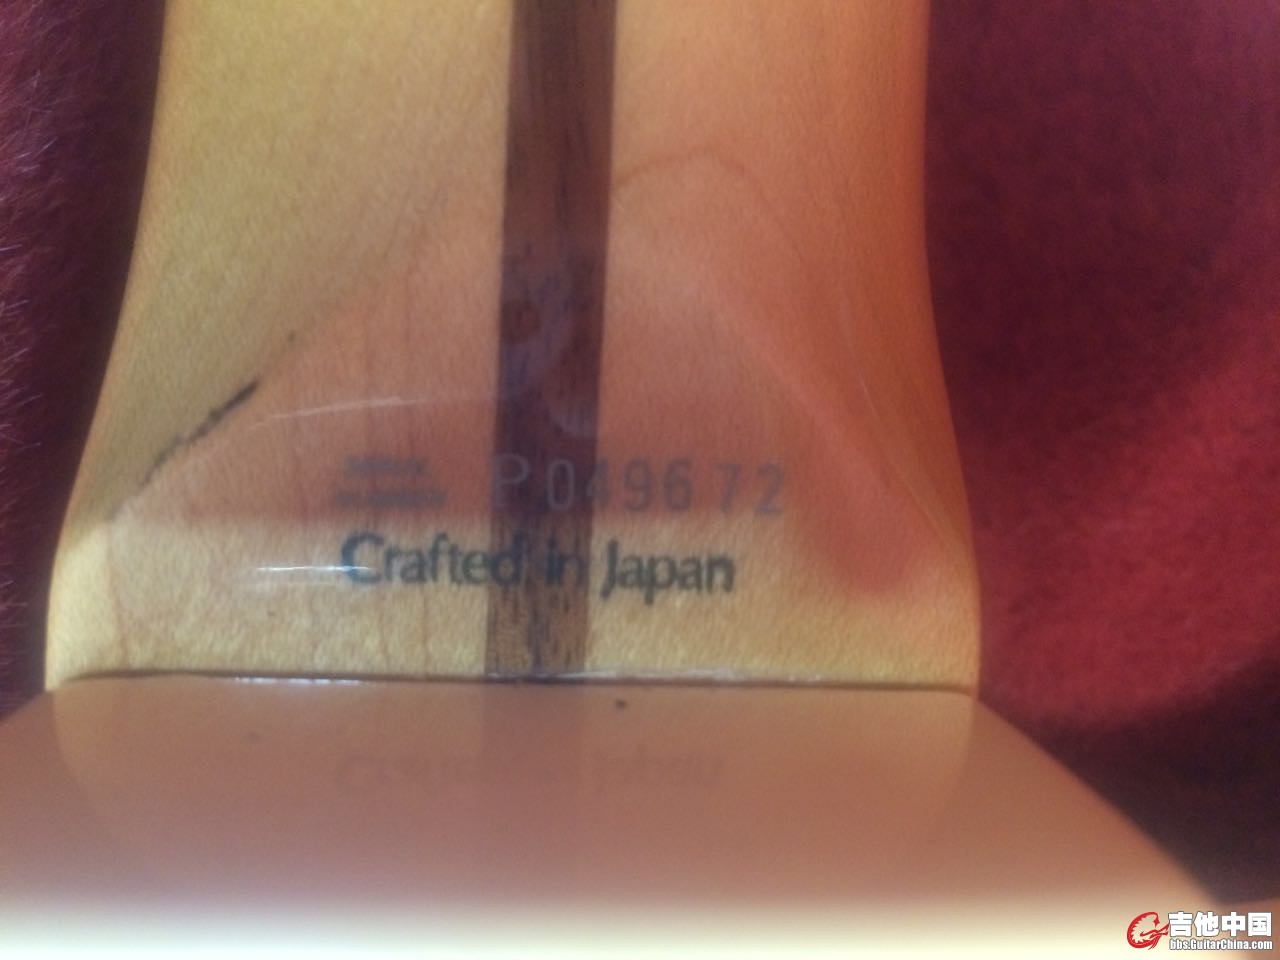 P049672
Crafted in Japan
吉他中国
bbs.GuitarChina.com